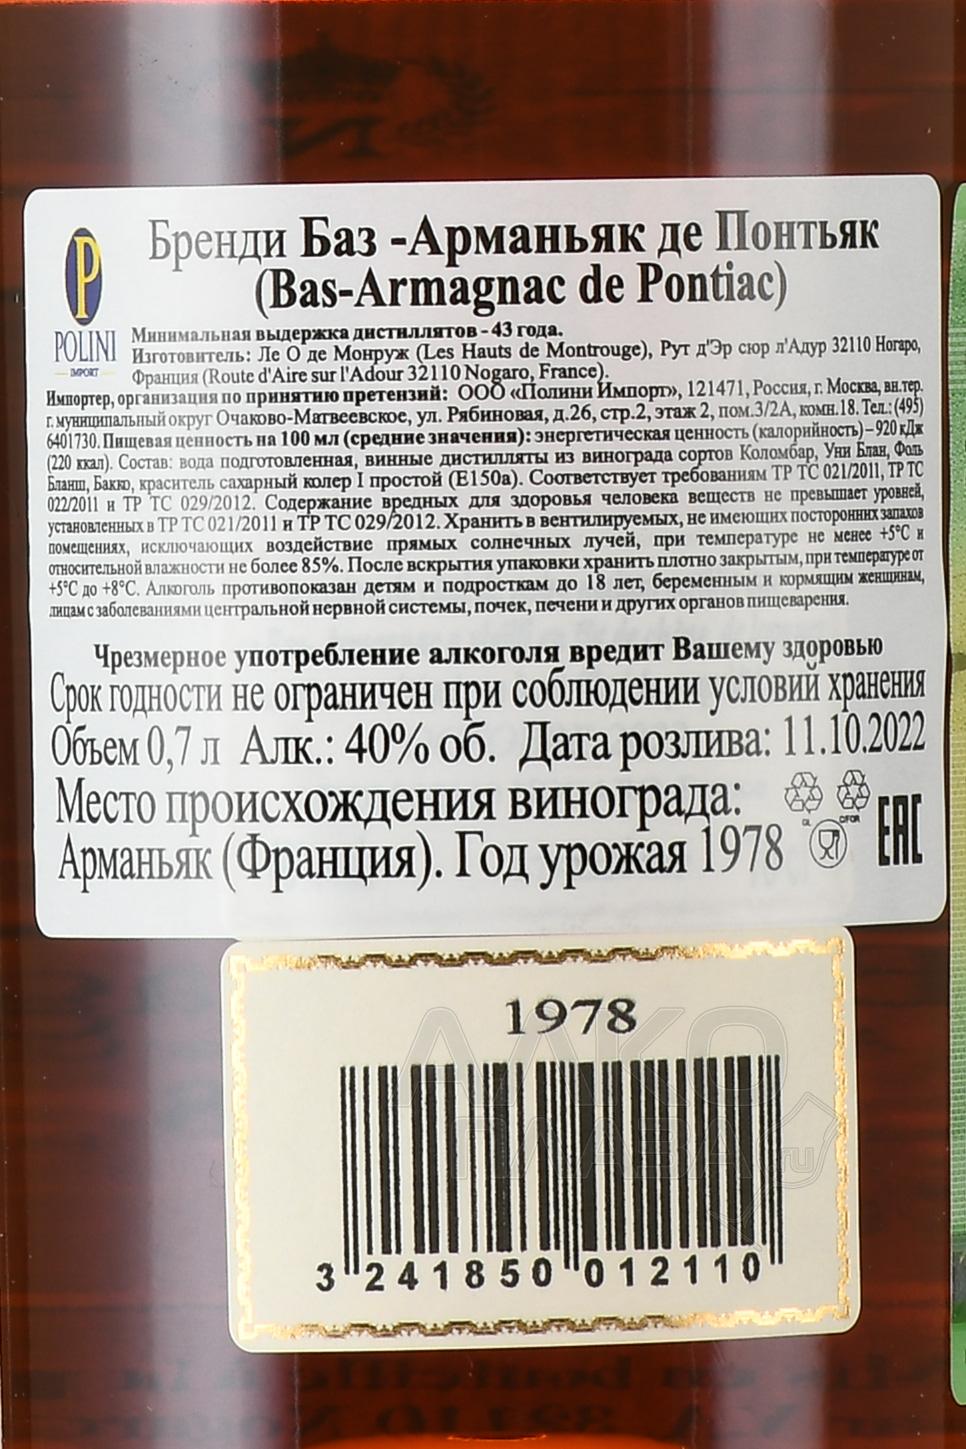 Бренди Баз -Арманьяк де Понтьяк
(Bas-Armagnac de Pontiac)
P
POLINI
IMPORT
Минимальная выдержка дистиллятов - 43 года.
Изготовитель: Ле О де Монруж (Les Hauts de Montrouge), Рут д'Эр сюр л'Адур 32110 Ногаро,
Франция (Route d'Aire sur l'Adour 32110 Nogaro, France).
Импортер, организация по принятию претензий: ООО «Полини Импорт», 121471, Россия, г. Москва, вн.тер.
г. муниципальный округ Очаково-Матвеевское, ул. Рябиновая, д.26, стр.2, этаж 2, пом.3/2А, комн.18. Тел.: (495)
6401730. Пищевая ценность на 100 мл (средние значения): энергетическая ценность (калорийность) – 920 кДж
(220 ккал). Состав: вода подготовленная, винные дистилляты из винограда сортов Коломбар, Уни Блан, Фоль
Бланш, Бакко, краситель сахарный колер I простой (Е150а). Соответствует требованиям ТР ТС 021/2011, ТР ТС
022/2011 и ТР ТС 029/2012. Содержание вредных для здоровья человека веществ не превышает уровней,
установленных в ТР ТС 021/2011 и ТР ТС 029/2012. Хранить в вентилируемых, не имеющих посторонних запахов
помещениях, исключающих воздействие прямых солнечных лучей, при температуре не менее +5°С и
относительной влажности не более 85%. После вскрытия упаковки хранить плотно закрытым, при температуре от
+5°С до +8°С. Алкоголь противопоказан детям и подросткам до 18 лет, беременным и кормящим женщинам,
лицам с заболеваниями центральной нервной системы, почек, печени и других органов пищеварения.
Чрезмерное употребление алкоголя вредит Вашему здоровью
Срок годности не ограничен при соблюдении условий хранения
Объем 0,7 л Алк.: 40% об. Дата розлива: 11.10.2022
Место происхождения винограда:
Арманьяк (Франция). Год урожая 1978
GL C/FOR
EAC
1978
АЛКО
ПЛАЗА.ru
3 241850 012110